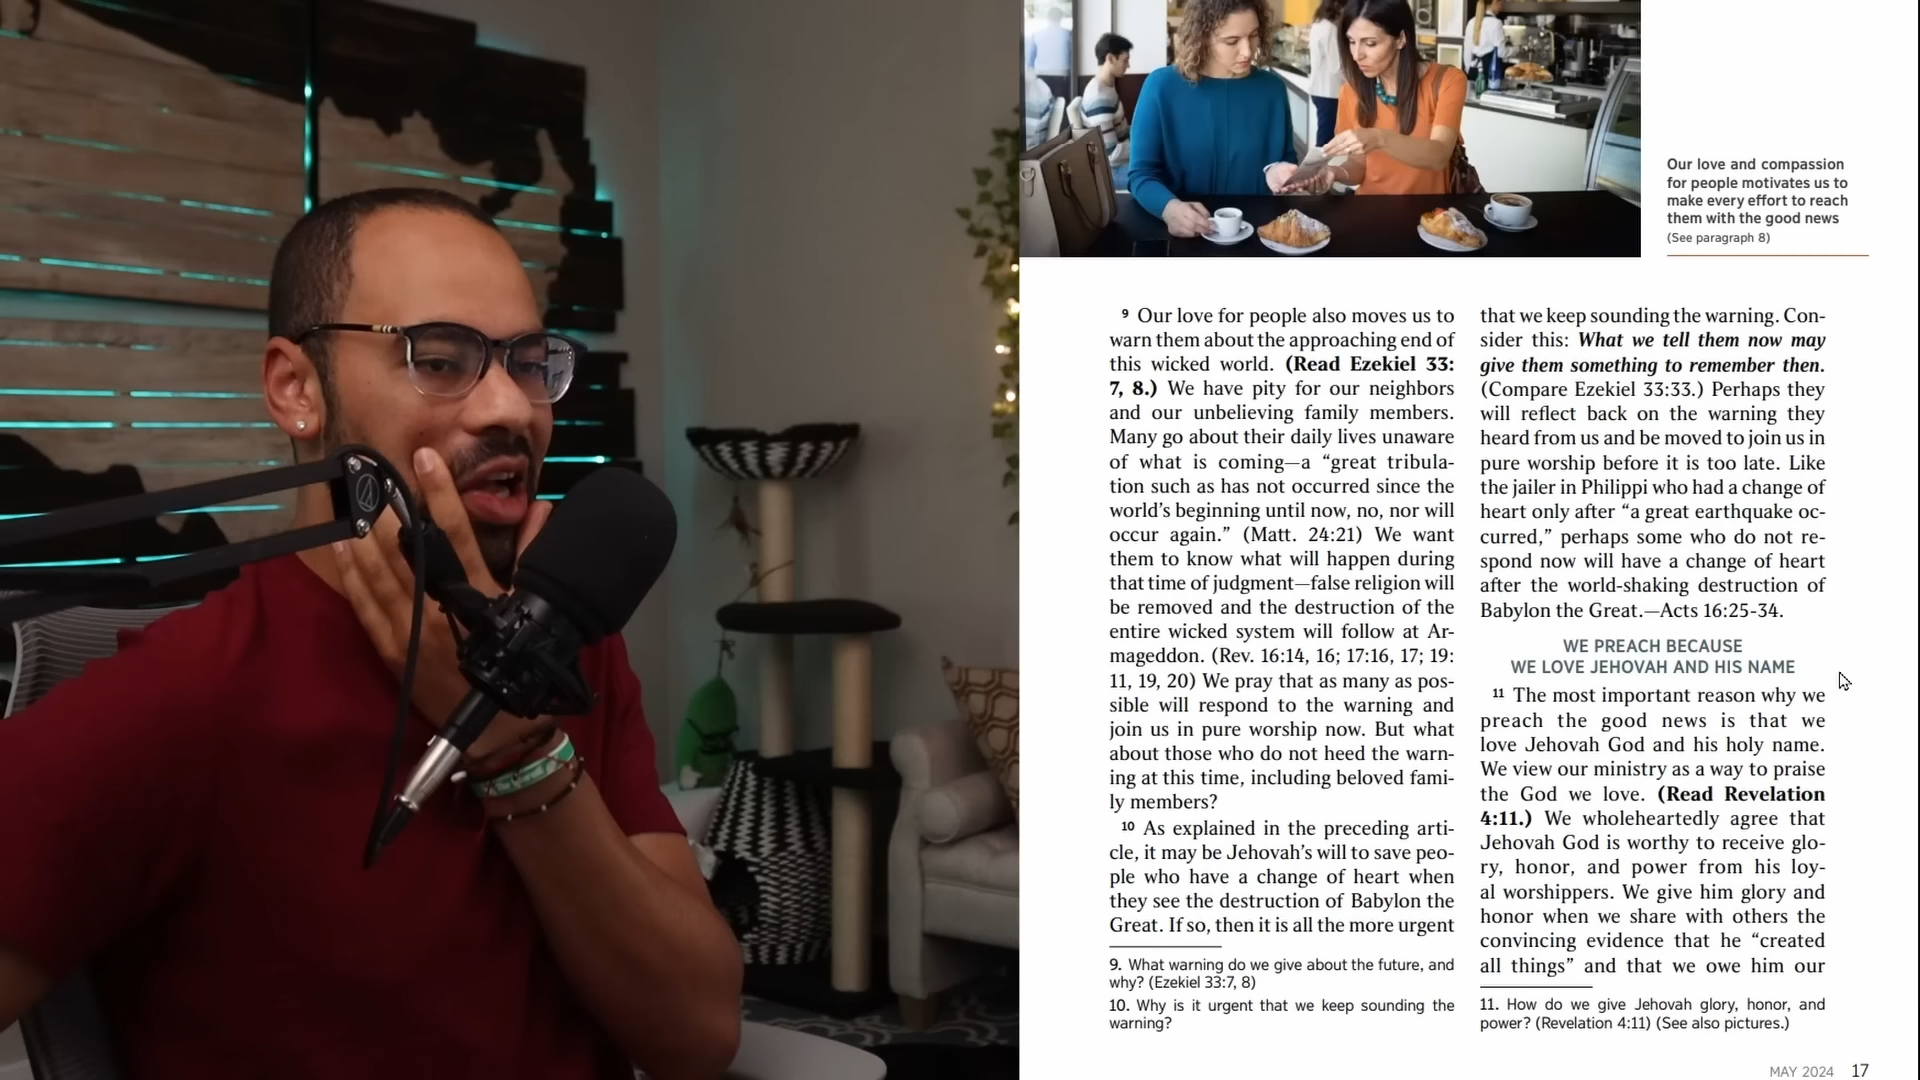 Our love and compassion
for people motivates us to
make every effort to reach
them with the good news
(See paragraph 8)
9 Our love for people also moves us to
warn them about the approaching end of
this wicked world. (Read Ezekiel 33:
7, 8.) We have pity for our neighbors
and our unbelieving family members.
Many go about their daily lives unaware
of what is coming—a “great tribula-
tion such as has not occurred since the
world’s beginning until now, no, nor will
occur again.” (Matt. 24:21) We want
them to know what will happen during
that time of judgment—false religion will
be removed and the destruction of the
entire wicked system will follow at Ar-
mageddon. (Rev. 16:14, 16; 17:16, 17; 19:
11, 19, 20) We pray that as many as pos-
sible will respond to the warning and
join us in pure worship now. But what
about those who do not heed the warn-
ing at this time, including beloved fami-
ly members?
10 As explained in the preceding arti-
cle, it may be Jehovah’s will to save peo-
ple who have a change of heart when
they see the destruction of Babylon the
Great. If so, then it is all the more urgent
9. What warning do we give about the future, and
why? (Ezekiel 33:7, 8)
10. Why is it urgent that we keep sounding the
warning?
that we keep sounding the warning. Con-
sider this: What we tell them now may
give them something to remember then.
(Compare Ezekiel 33:33.) Perhaps they
will reflect back on the warning they
heard from us and be moved to join us in
pure worship before it is too late. Like
the jailer in Philippi who had a change of
heart only after “a great earthquake oc-
curred,” perhaps some who do not re-
spond now will have a change of heart
after the world-shaking destruction of
Babylon the Great.—Acts 16:25-34.
WE PREACH BECAUSE
WE LOVE JEHOVAH AND HIS NAME
11 The most important reason why we
preach the good news is that we
love Jehovah God and his holy name.
We view our ministry as a way to praise
the God we love. (Read Revelation
4:11.) We wholeheartedly agree that
Jehovah God is worthy to receive glo-
ry, honor, and power from his loy-
al worshippers. We give him glory and
honor when we share with others the
convincing evidence that he “created
all things” and that we owe him our
11. How do we give Jehovah glory, honor, and
power? (Revelation 4:11) (See also pictures.)
MAY 2024 17